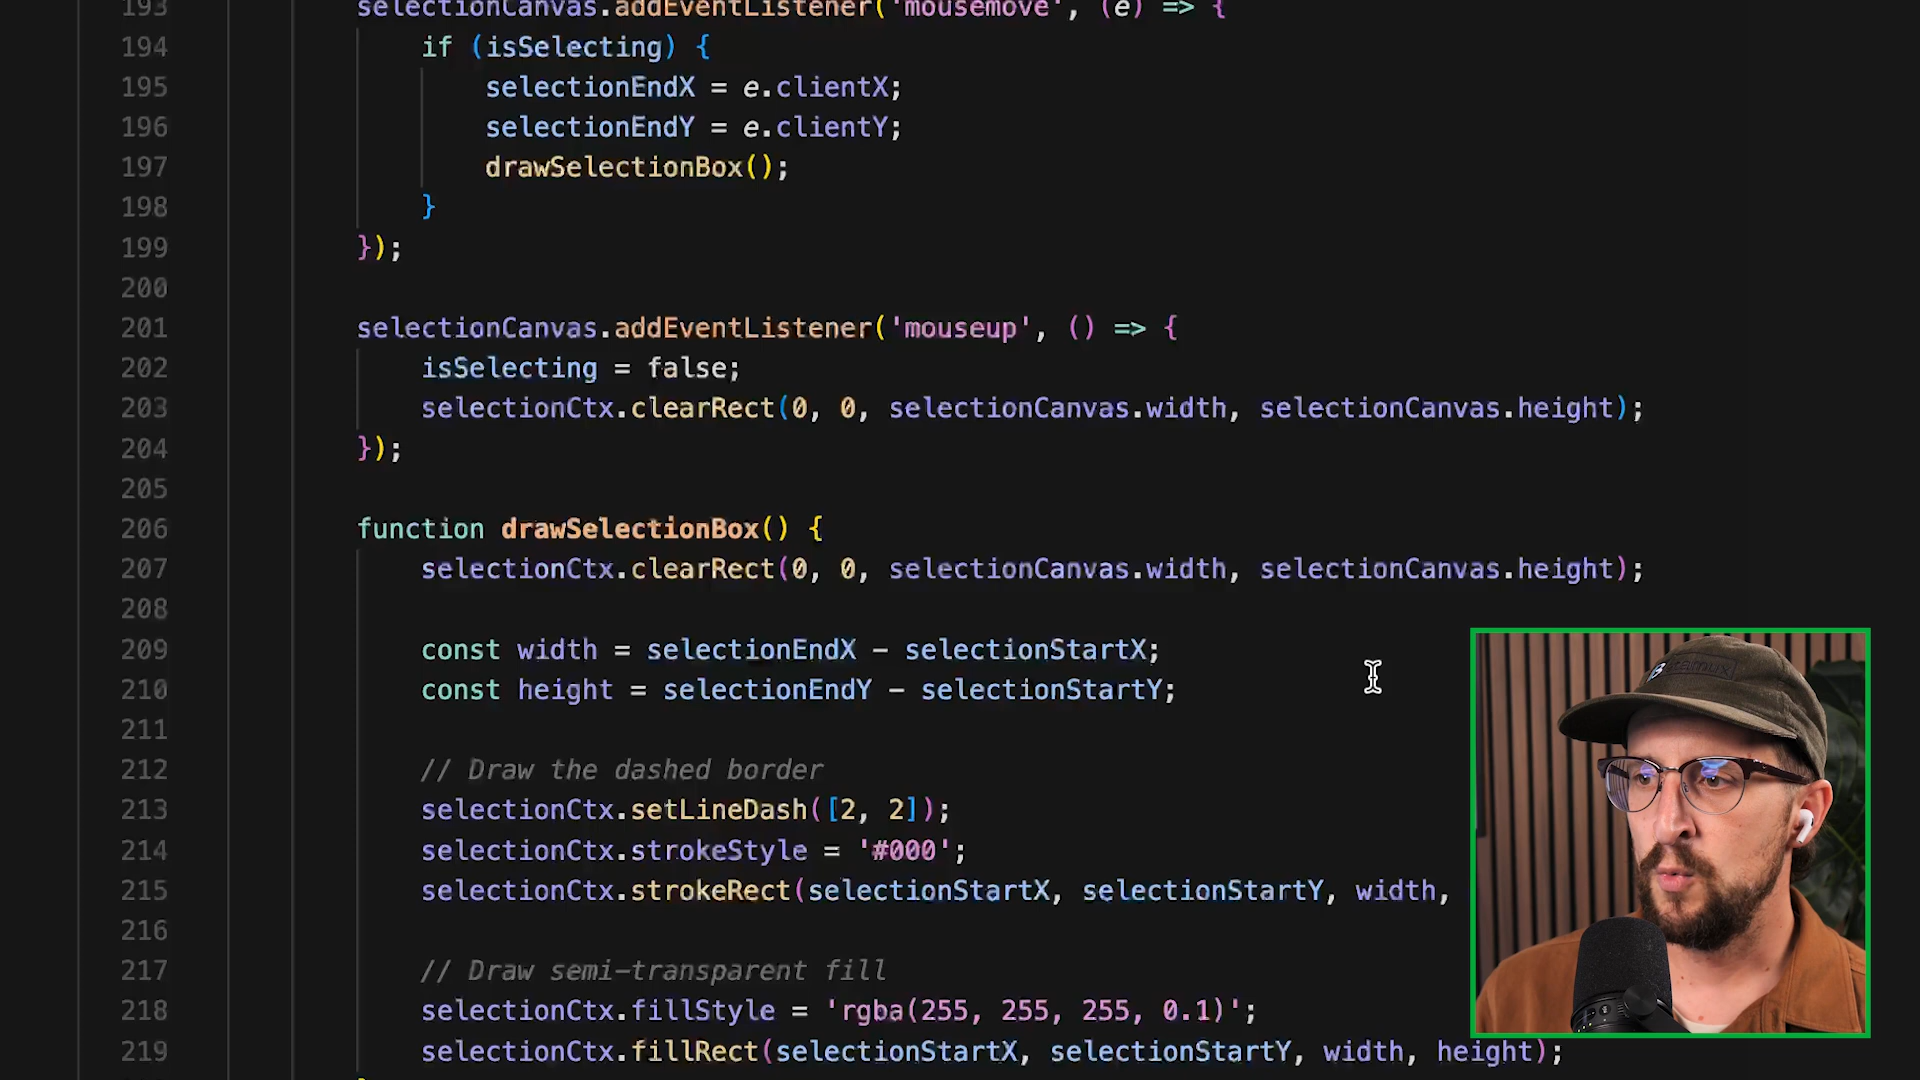 193 selectionCanvas.addEventListener('mousemove', (e) => {
194 if (isSelecting) {
195 selectionEndX = e.clientX;
196 selectionEndY = e.clientY;
197 drawSelectionBox();
198 }
199 });
200
201 selectionCanvas.addEventListener('mouseup', () => {
202 isSelecting = false;
203 selectionCtx.clearRect(0, 0, selectionCanvas.width, selectionCanvas.height);
204 });
205
206 function drawSelectionBox() {
207 selectionCtx.clearRect(0, 0, selectionCanvas.width, selectionCanvas.height);
208
209 const width = selectionEndX - selectionStartX;
210 const height = selectionEndY - selectionStartY;
211
212 // Draw the dashed border
213 selectionCtx.setLineDash([2, 2]);
214 selectionCtx.strokeStyle = '#000';
215 selectionCtx.strokeRect(selectionStartX, selectionStartY, width,
216
217 // Draw semi-transparent fill
218 selectionCtx.fillStyle = 'rgba(255, 255, 255, 0.1)';
219 selectionCtx.fillRect(selectionStartX, selectionStartY, width, height);